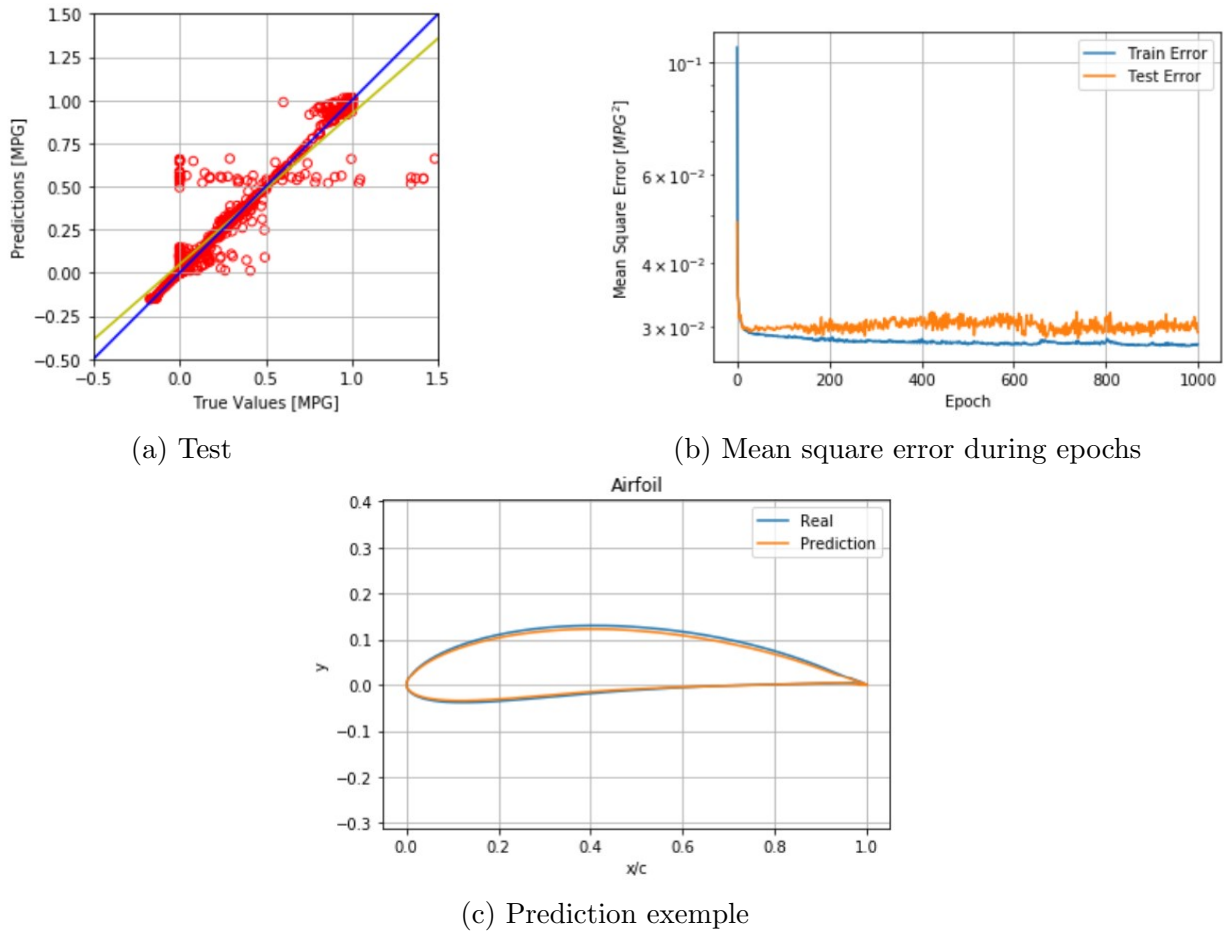 1.50
1.25
1.00
0.75
0.50
0.25
0.00
−0.25
−0.50
−0.5 0.0 0.5 1.0 1.5
True Values [MPG]
Predictions [MPG]
(a) Test
10⁻¹
6 × 10⁻²
4 × 10⁻²
3 × 10⁻²
Mean Square Error [MPG²]
Train Error
Test Error
0 200 400 600 800 1000
Epoch
(b) Mean square error during epochs
Airfoil
0.4
0.3
0.2
0.1
0.0
−0.1
−0.2
−0.3
y
Real
Prediction
0.0 0.2 0.4 0.6 0.8 1.0
x/c
(c) Prediction exemple